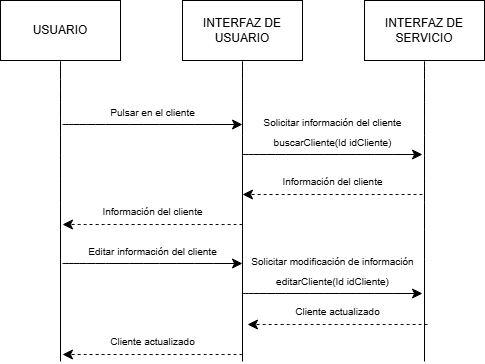 USUARIO
INTERFAZ DE
USUARIO
INTERFAZ DE
SERVICIO
Pulsar en el cliente
Solicitar información del cliente
buscarCliente(Id idCliente)
Información del cliente
Información del cliente
Editar información del cliente
Solicitar modificación de información
editarCliente(Id idCliente)
Cliente actualizado
Cliente actualizado